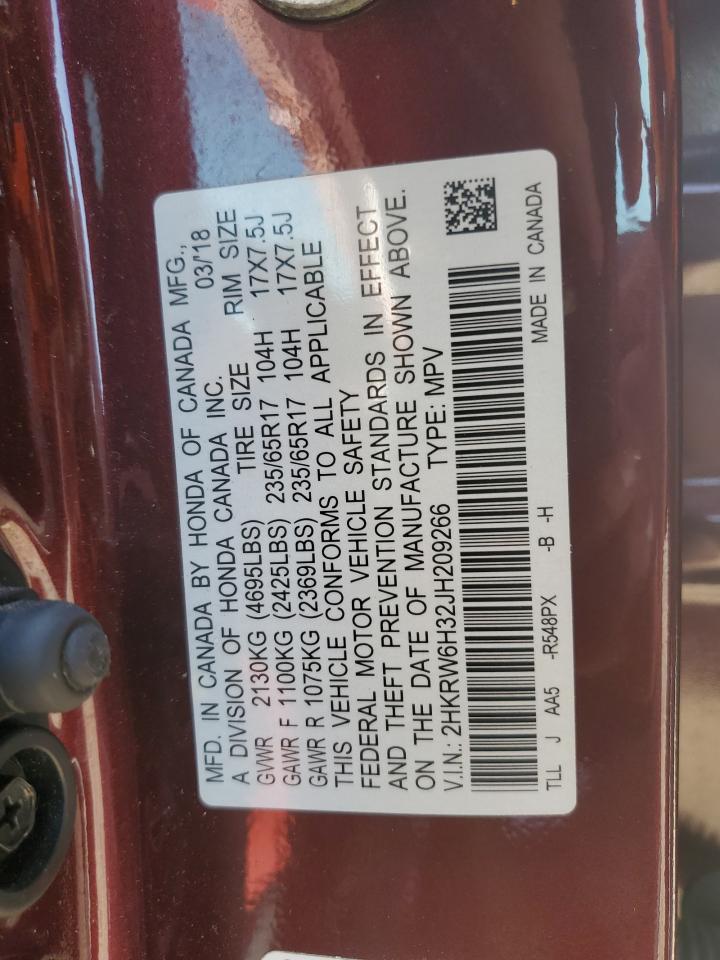 MFD. IN CANADA BY HONDA OF CANADA MFG.,
A DIVISION OF HONDA CANADA INC. 03/'18
GVWR 2130KG (4695LBS) TIRE SIZE RIM SIZE
GAWR F 1100KG (2425LBS) 235/65R17 104H 17X7.5J
GAWR R 1075KG (2369LBS) 235/65R17 104H 17X7.5J
THIS VEHICLE CONFORMS TO ALL APPLICABLE
FEDERAL MOTOR VEHICLE SAFETY
AND THEFT PREVENTION STANDARDS IN EFFECT
ON THE DATE OF MANUFACTURE SHOWN ABOVE.
V.I.N.: 2HKRW6H32JH209266 TYPE: MPV
TLL J AA5 -R548PX -B -H MADE IN CANADA